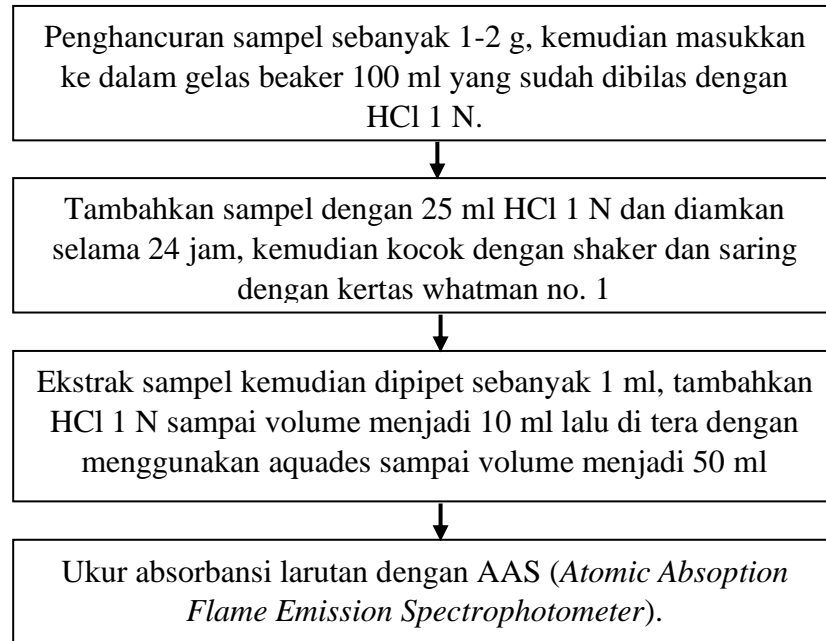 Penghancuran sampel sebanyak 1-2 g, kemudian masukkan
ke dalam gelas beaker 100 ml yang sudah dibilas dengan
HCl 1 N.
Tambahkan sampel dengan 25 ml HCl 1 N dan diamkan
selama 24 jam, kemudian kocok dengan shaker dan saring
dengan kertas whatman no. 1
Ekstrak sampel kemudian dipipet sebanyak 1 ml, tambahkan
HCl 1 N sampai volume menjadi 10 ml lalu di tera dengan
menggunakan aquades sampai volume menjadi 50 ml
Ukur absorbansi larutan dengan AAS (Atomic Absoption
Flame Emission Spectrophotometer).